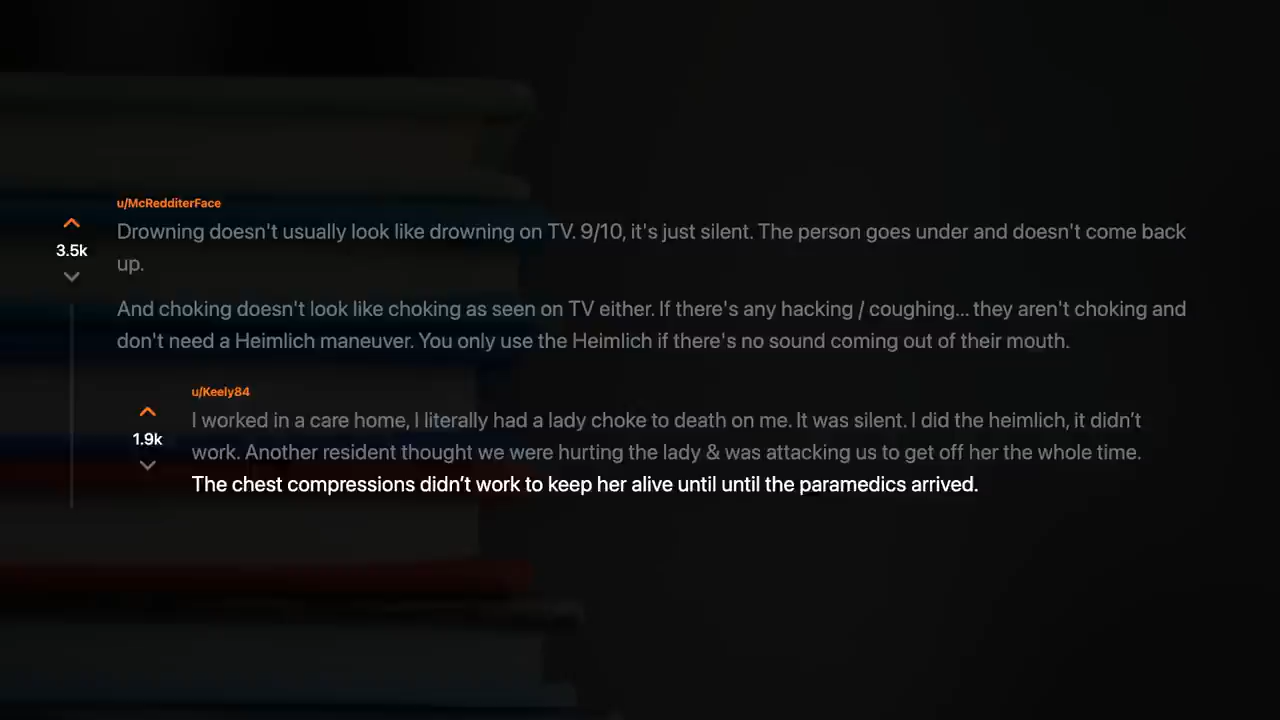 u/McRedditerFace
Drowning doesn't usually look like drowning on TV. 9/10, it's just silent. The person goes under and doesn't come back
up.
3.5k
And choking doesn't look like choking as seen on TV either. If there's any hacking / coughing... they aren't choking and
don't need a Heimlich maneuver. You only use the Heimlich if there's no sound coming out of their mouth.
u/Keely84
I worked in a care home, I literally had a lady choke to death on me. It was silent. I did the heimlich, it didn’t
1.9k
work. Another resident thought we were hurting the lady & was attacking us to get off her the whole time.
The chest compressions didn’t work to keep her alive until until the paramedics arrived.